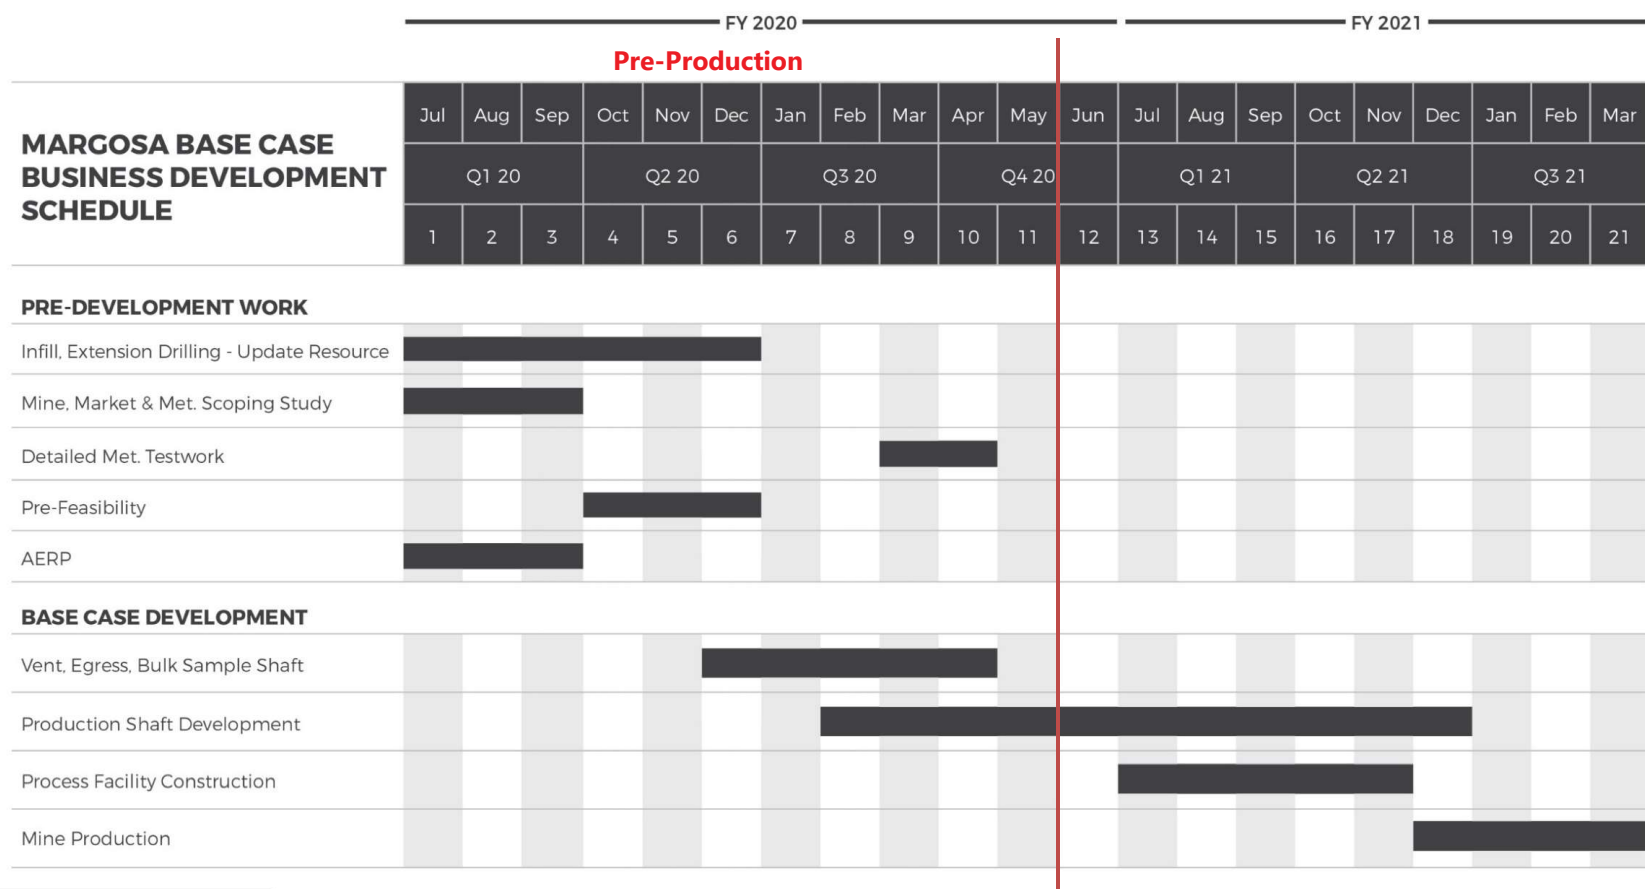 FY 2020 FY 2021
Pre-Production
MARGOSA BASE CASE
BUSINESS DEVELOPMENT
SCHEDULE
Jul Aug Sep Oct Nov Dec Jan Feb Mar Apr May Jun Jul Aug Sep Oct Nov Dec Jan Feb Mar
Q1 20 Q2 20 Q3 20 Q4 20 Q1 21 Q2 21 Q3 21
1 2 3 4 5 6 7 8 9 10 11 12 13 14 15 16 17 18 19 20 21
PRE-DEVELOPMENT WORK
Infill, Extension Drilling - Update Resource
Mine, Market & Met. Scoping Study
Detailed Met. Testwork
Pre-Feasibility
AERP
BASE CASE DEVELOPMENT
Vent, Egress, Bulk Sample Shaft
Production Shaft Development
Process Facility Construction
Mine Production